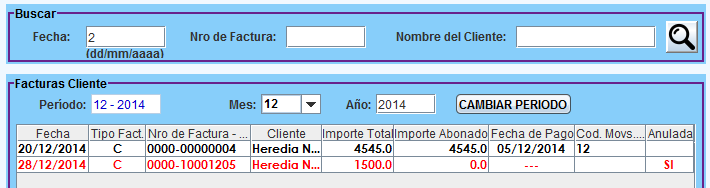 Buscar
Fecha: 2 Nro de Factura: Nombre del Cliente:
(dd/mm/aaaa)
Facturas Cliente
Período: 12 - 2014 Mes: 12 Año: 2014 CAMBIAR PERIODO
Fecha Tipo Fact. Nro de Factura - ... Cliente Importe Total Importe Abonado Fecha de Pago Cod. Movs.... Anulada
20/12/2014 C 0000-00000004 Heredia N... 4545.0 4545.0 05/12/2014 12
28/12/2014 C 0000-10001205 Heredia N... 1500.0 0.0 --- SI